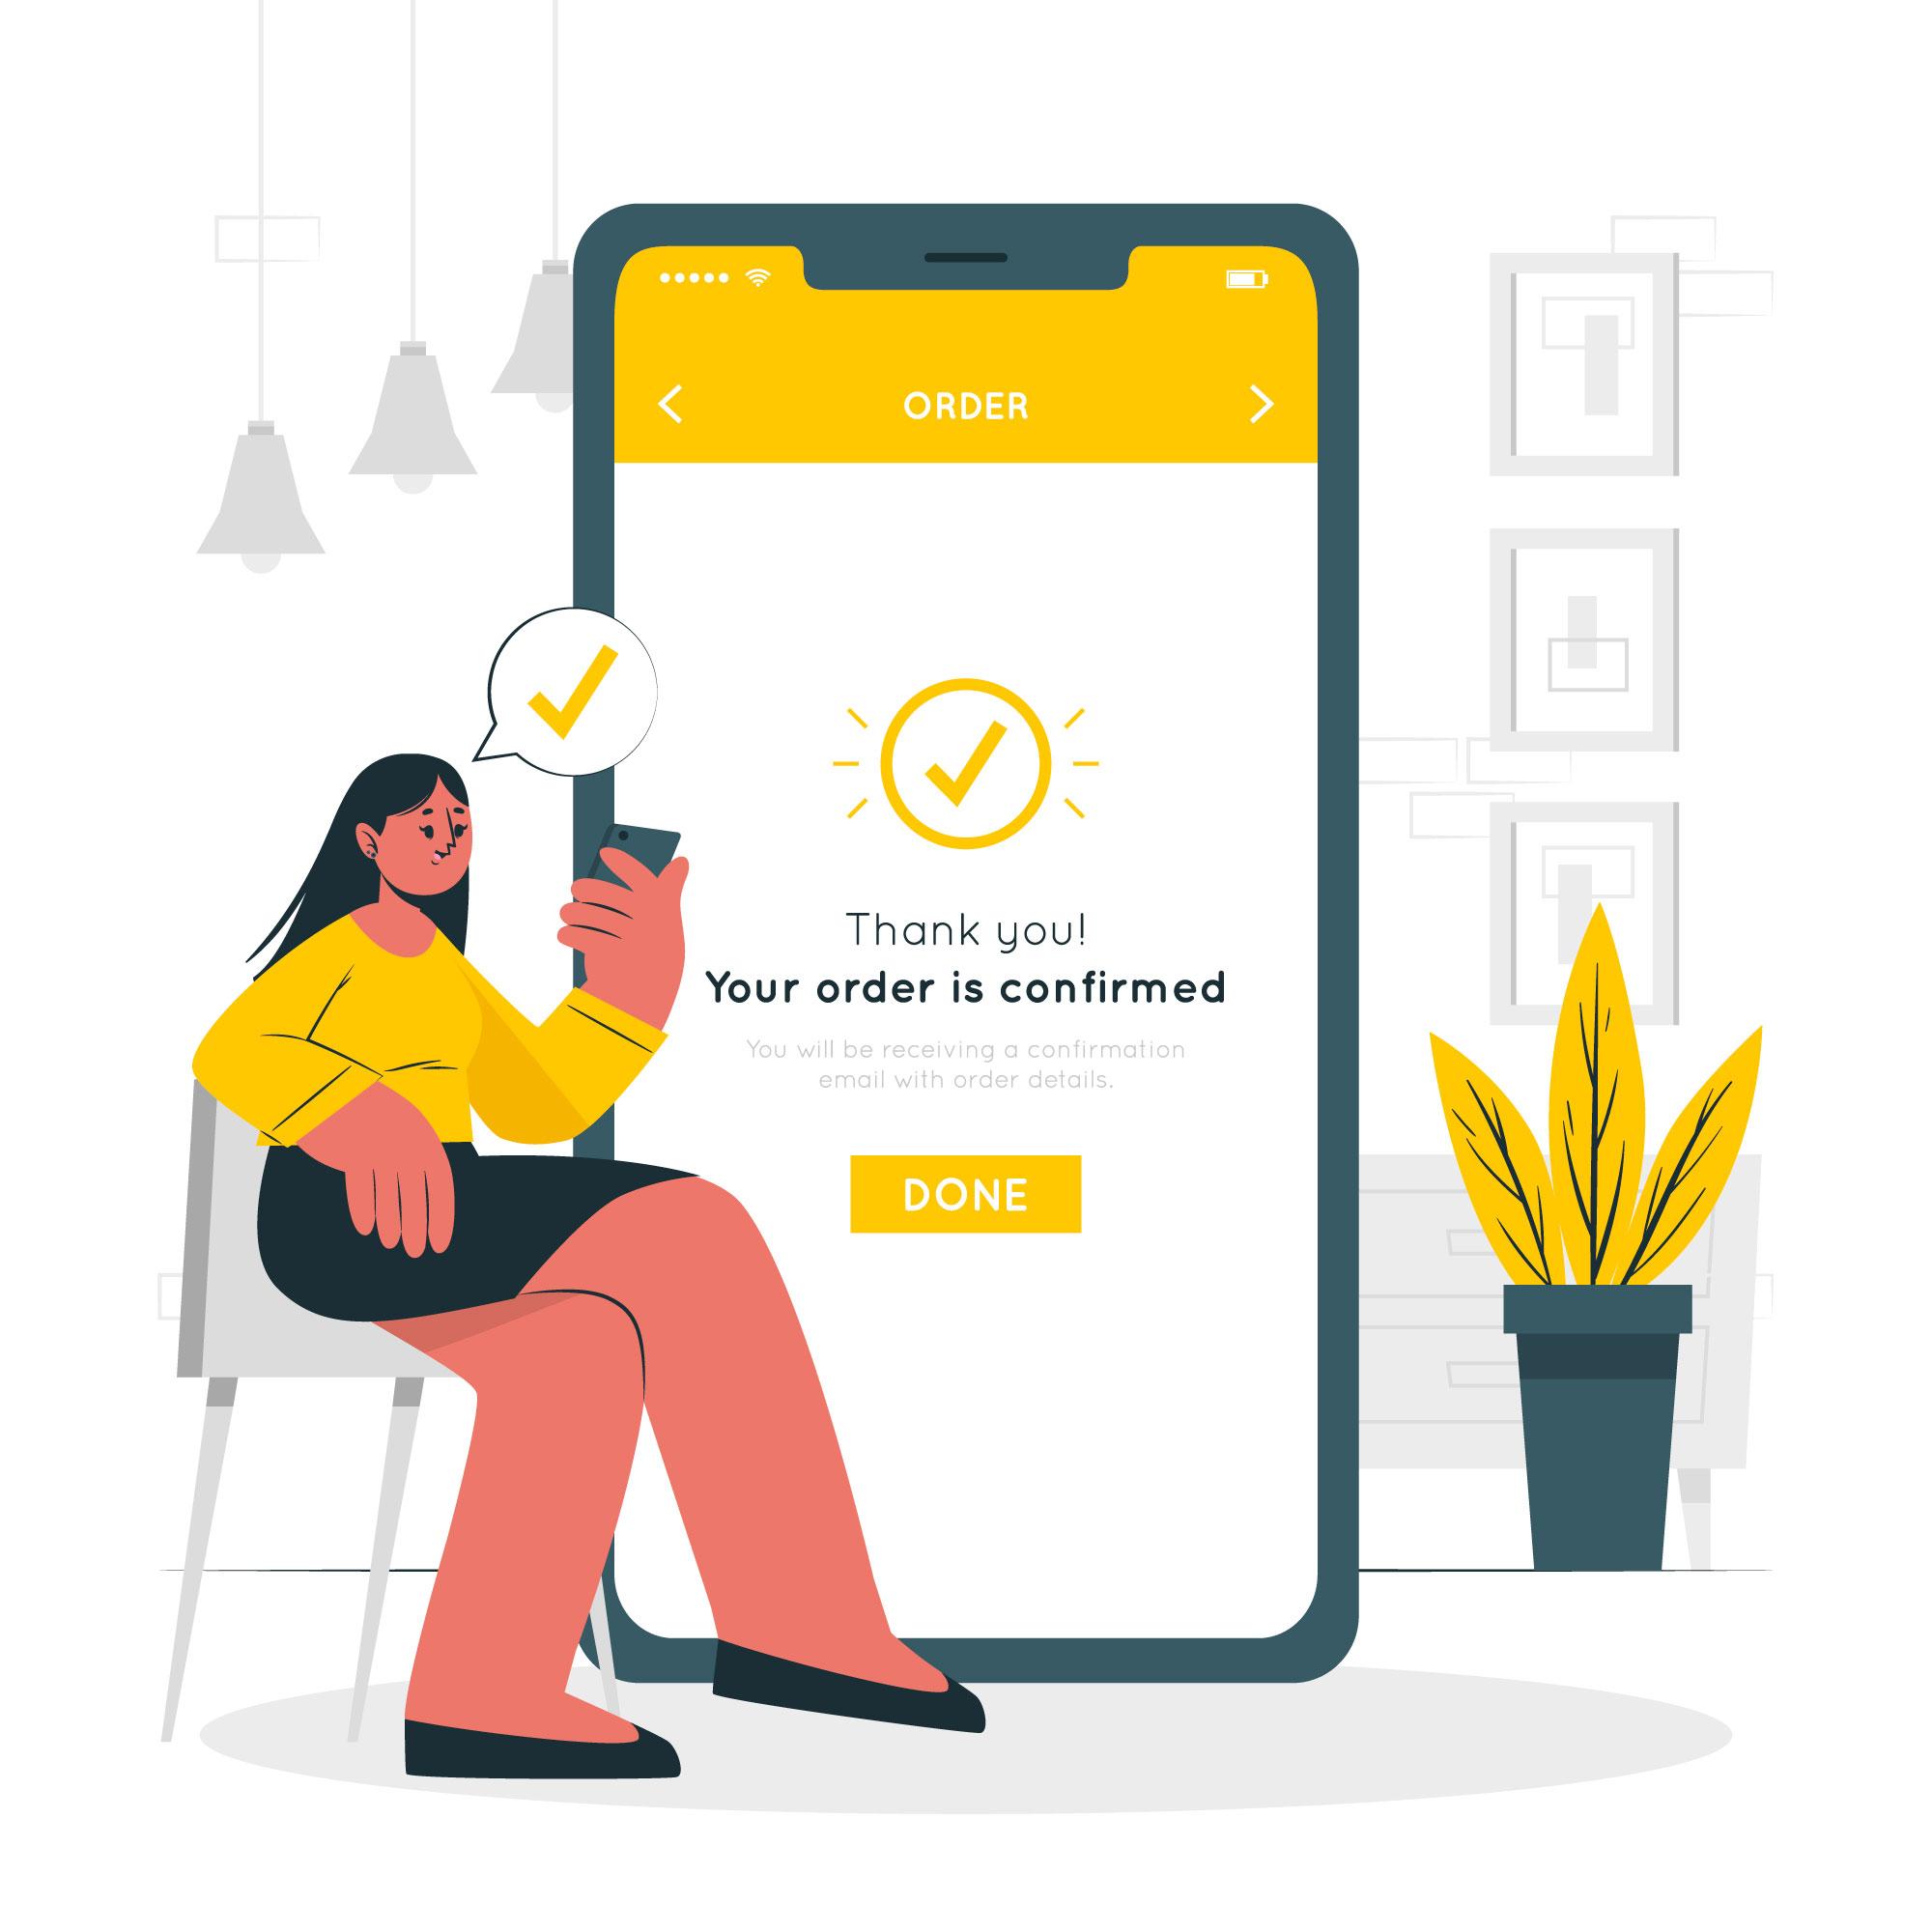 ORDER
Thank you!
Your order is confirmed
You will be receiving a confirmation
email with order details.
DONE